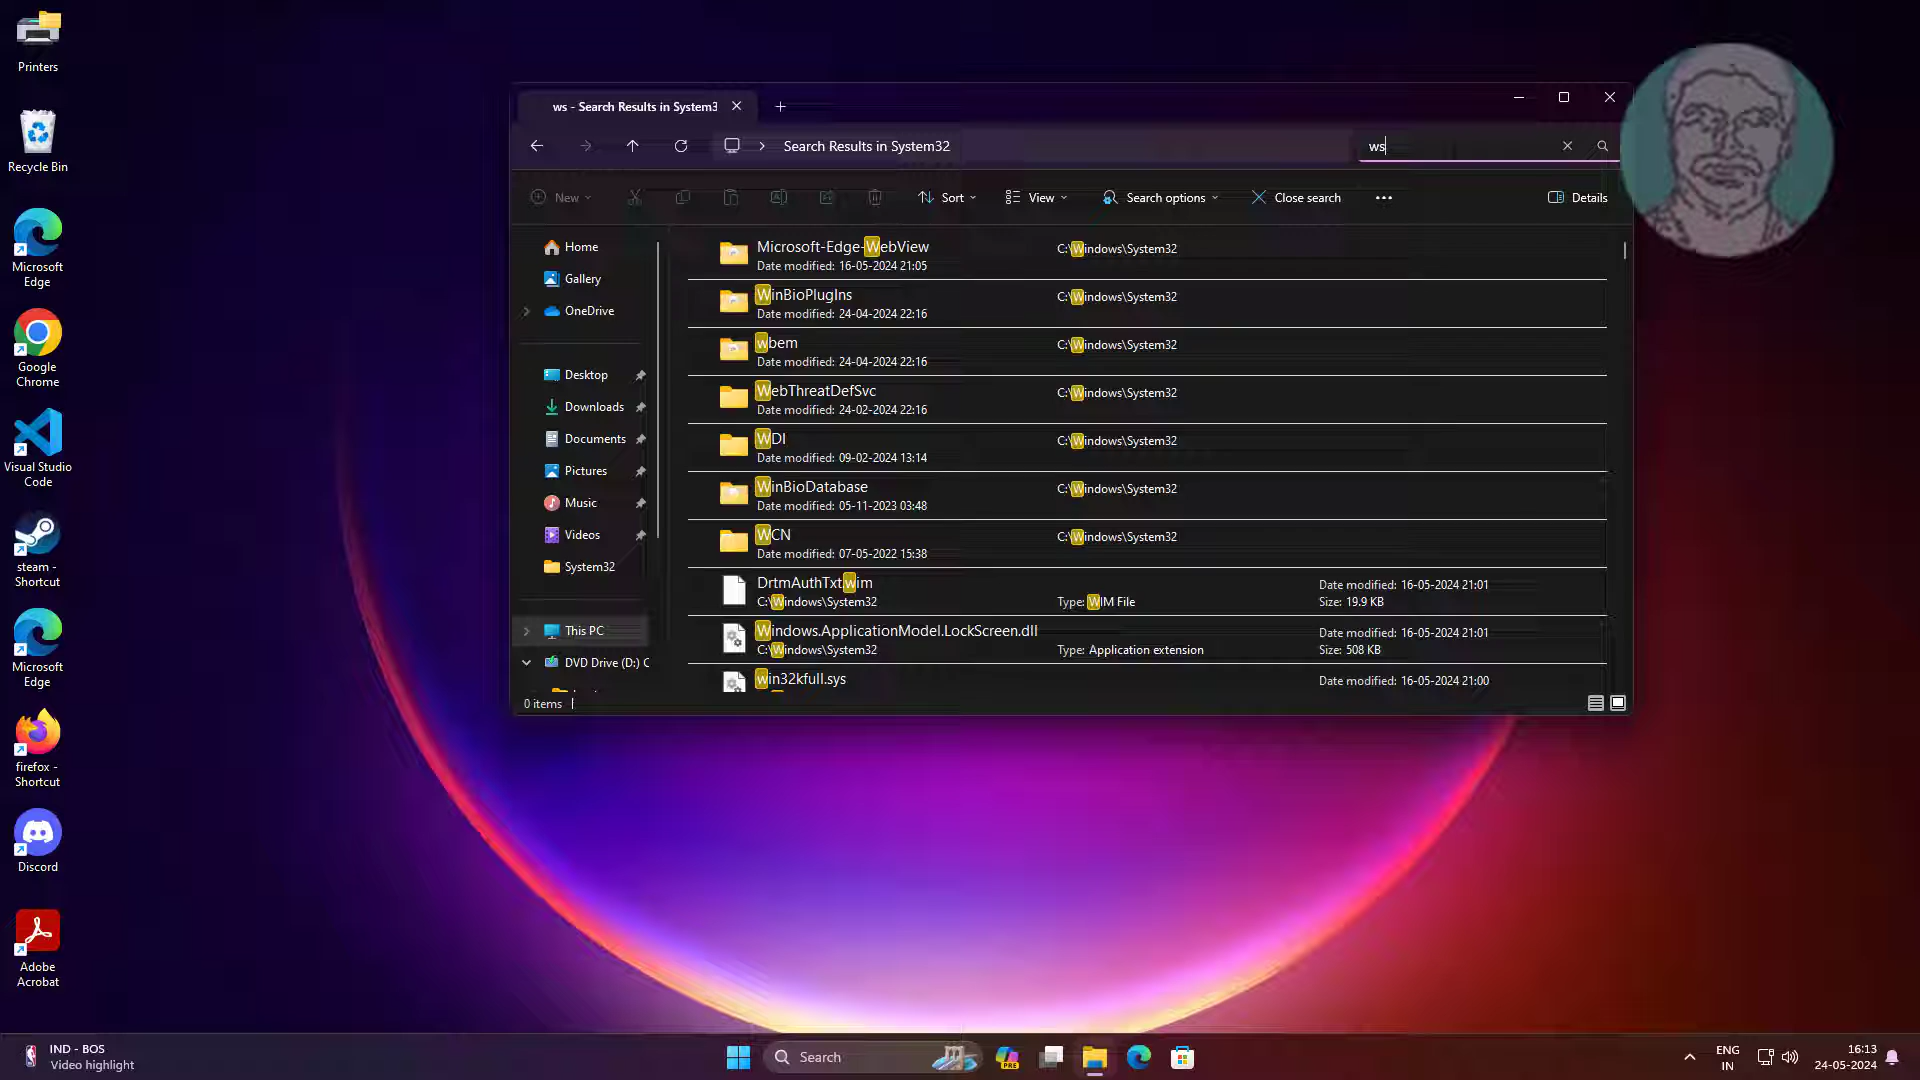 Printers
Recycle Bin
Microsoft
Edge
Google
Chrome
Visual Studio
Code
steam -
Shortcut
Microsoft
Edge
firefox -
Shortcut
Discord
Adobe
Acrobat
ws - Search Results in System3
Search Results in System32
ws
New
Sort
View
Search options
Close search
Details
Home
Gallery
OneDrive
Desktop
Downloads
Documents
Pictures
Music
Videos
System32
This PC
DVD Drive (D:) C
Microsoft-Edge-WebView C:\Windows\System32
Date modified: 16-05-2024 21:05
WinBioPlugIns C:\Windows\System32
Date modified: 24-04-2024 22:16
wbem C:\Windows\System32
Date modified: 24-04-2024 22:16
WebThreatDefSvc C:\Windows\System32
Date modified: 24-02-2024 22:16
WDI C:\Windows\System32
Date modified: 09-02-2024 13:14
WinBioDatabase C:\Windows\System32
Date modified: 05-11-2023 03:48
WCN C:\Windows\System32
Date modified: 07-05-2022 15:38
DrtmAuthTxt.wim Date modified: 16-05-2024 21:01
C:\Windows\System32 Type: WIM File Size: 19.9 KB
Windows.ApplicationModel.LockScreen.dll Date modified: 16-05-2024 21:01
C:\Windows\System32 Type: Application extension Size: 508 KB
win32kfull.sys Date modified: 16-05-2024 21:00
0 items
IND - BOS
Video highlight
Search
PRE
ENG
IN
16:13
24-05-2024